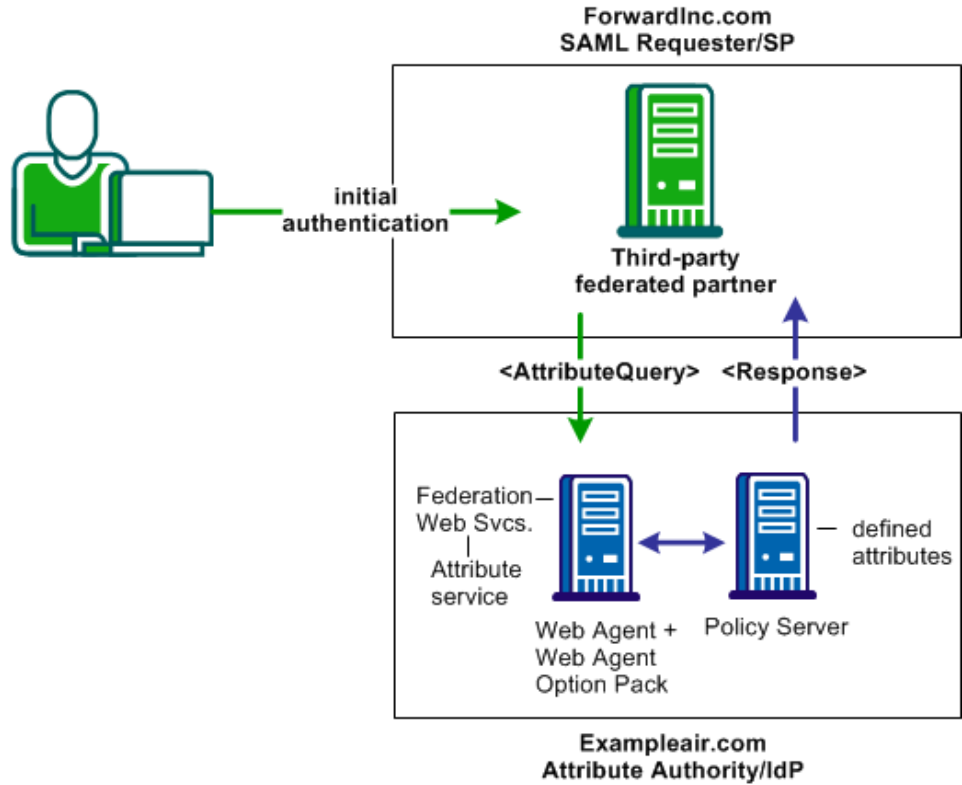 ForwardInc.com
SAML Requester/SP
initial
authentication
Third-party
federated partner
<AttributeQuery>
<Response>
Federation
Web Svcs.
Attribute
service
defined
attributes
Web Agent +
Web Agent
Option Pack
Policy Server
Exampleair.com
Attribute Authority/IdP